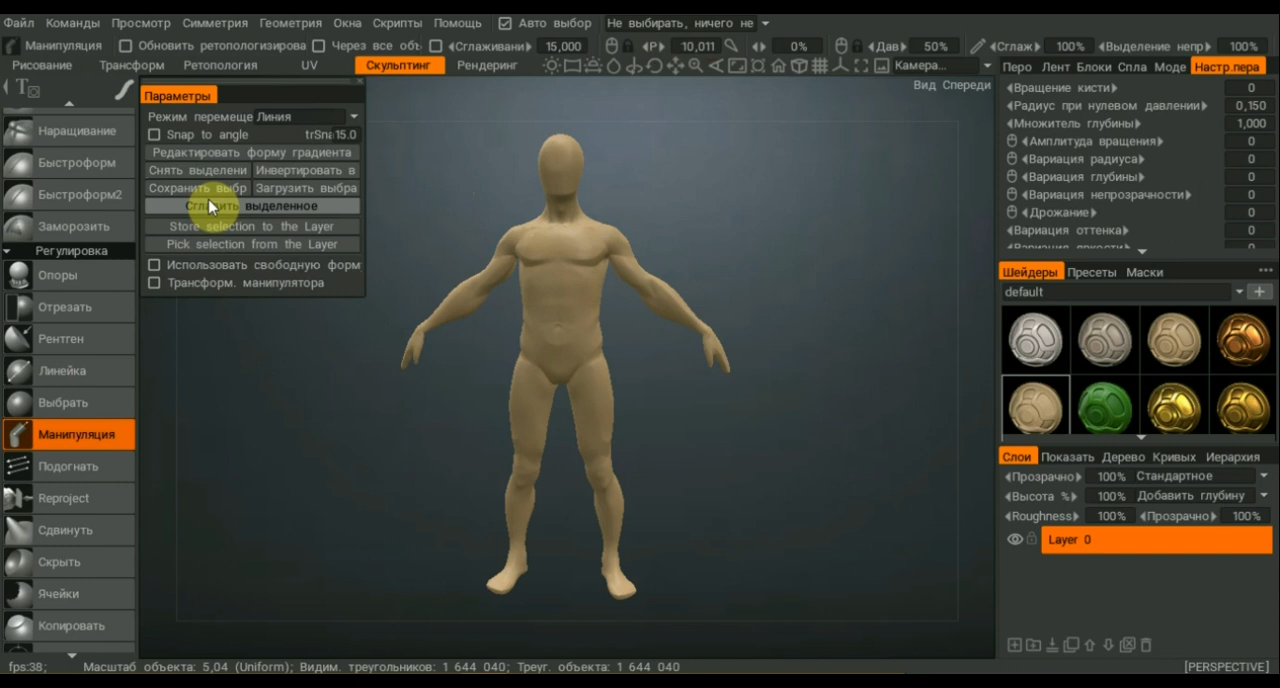 Файл Команды Просмотр Симметрия Геометрия Окна Скрипты Помощь Авто выбор Не выбирать, ничего не
Манипуляция Обновить ретопологизирова Через все объ Сглаживани 15,000 Р 10,011 0% Дав 50% Сглаж 100% Выделение непр 100%
Рисование Трансформ Ретопология UV Скульптинг Рендеринг Камера...
Перо Лент Блоки Спла Моде Настр.пера
Вид Спереди
Параметры
Режим перемеще Линия
Snap to angle trSna 15.0
Редактировать форму градиента
Снять выделени Инвертировать в
Сохранить выбр Загрузить выбра
Сгладить выделенное
Store selection to the Layer
Pick selection from the Layer
Использовать свободную форм
Трансформ. манипулятора
Наращивание
Быстроформ
Быстроформ2
Заморозить
Регулировка
Опоры
Отрезать
Рентген
Линейка
Выбрать
Манипуляция
Подогнать
Reproject
Сдвинуть
Скрыть
Ячейки
Копировать
Вращение кисти 0
Радиус при нулевом давлении 0,150
Множитель глубины 1,000
Амплитуда вращения 0
Вариация радиуса 0
Вариация глубины 0
Вариация непрозрачности 0
Дрожание 0
Вариация оттенка 0
Вариация яркости 0
Шейдеры Пресеты Маски
default
Слои Показать Дерево Кривых Иерархия
Прозрачно 100% Стандартное
Высота % 100% Добавить глубину
Roughness 100% Прозрачно 100%
Layer 0
fps:38; Масштаб объекта: 5,04 (Uniform); Видим. треугольников: 1 644 040; Треуг. объекта: 1 644 040 [PERSPECTIVE]